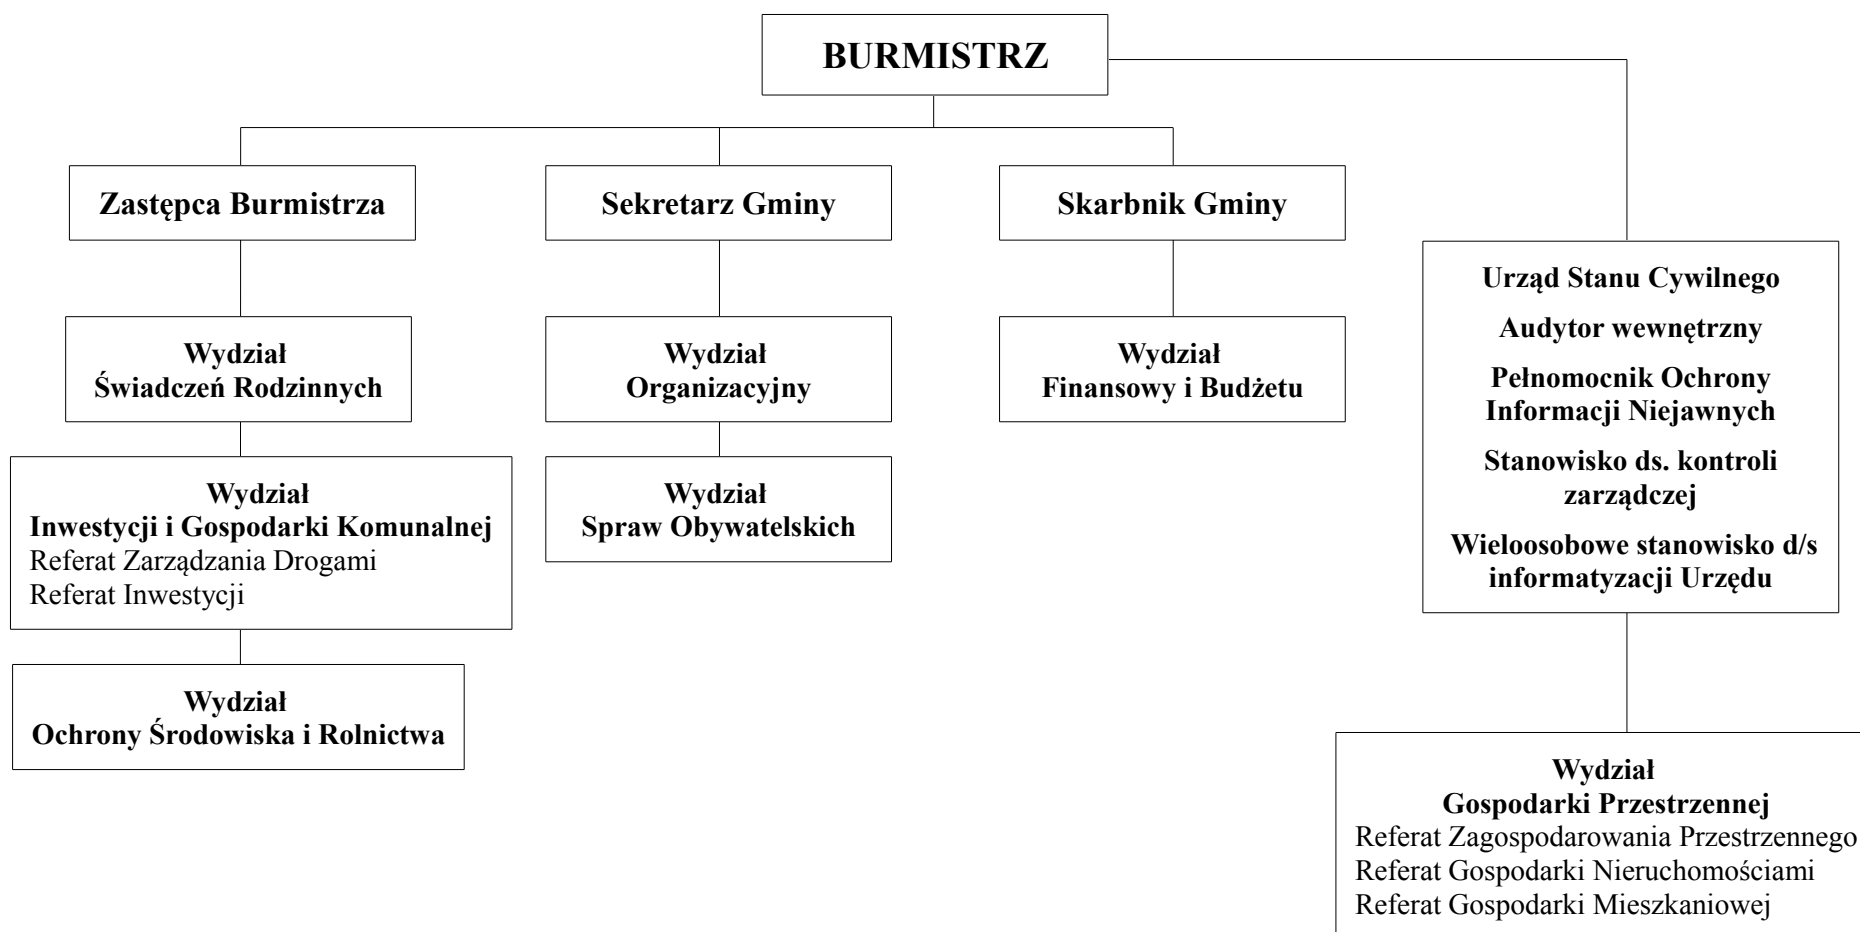 BURMISTRZ
Zastępca Burmistrza
Sekretarz Gminy
Skarbnik Gminy
Wydział
Świadczeń Rodzinnych
Wydział
Inwestycji i Gospodarki Komunalnej
Referat Zarządzania Drogami
Referat Inwestycji
Wydział
Ochrony Środowiska i Rolnictwa
Wydział
Organizacyjny
Wydział
Spraw Obywatelskich
Wydział
Finansowy i Budżetu
Urząd Stanu Cywilnego
Audytor wewnętrzny
Pełnomocnik Ochrony
Informacji Niejawnych
Stanowisko ds. kontroli
zarządczej
Wieloosobowe stanowisko d/s
informatyzacji Urzędu
Wydział
Gospodarki Przestrzennej
Referat Zagospodarowania Przestrzennego
Referat Gospodarki Nieruchomościami
Referat Gospodarki Mieszkaniowej